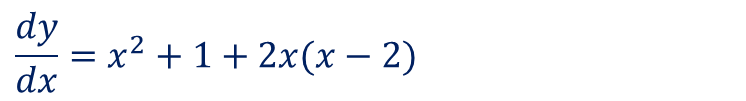 dy/dx = x² + 1 + 2x(x − 2)